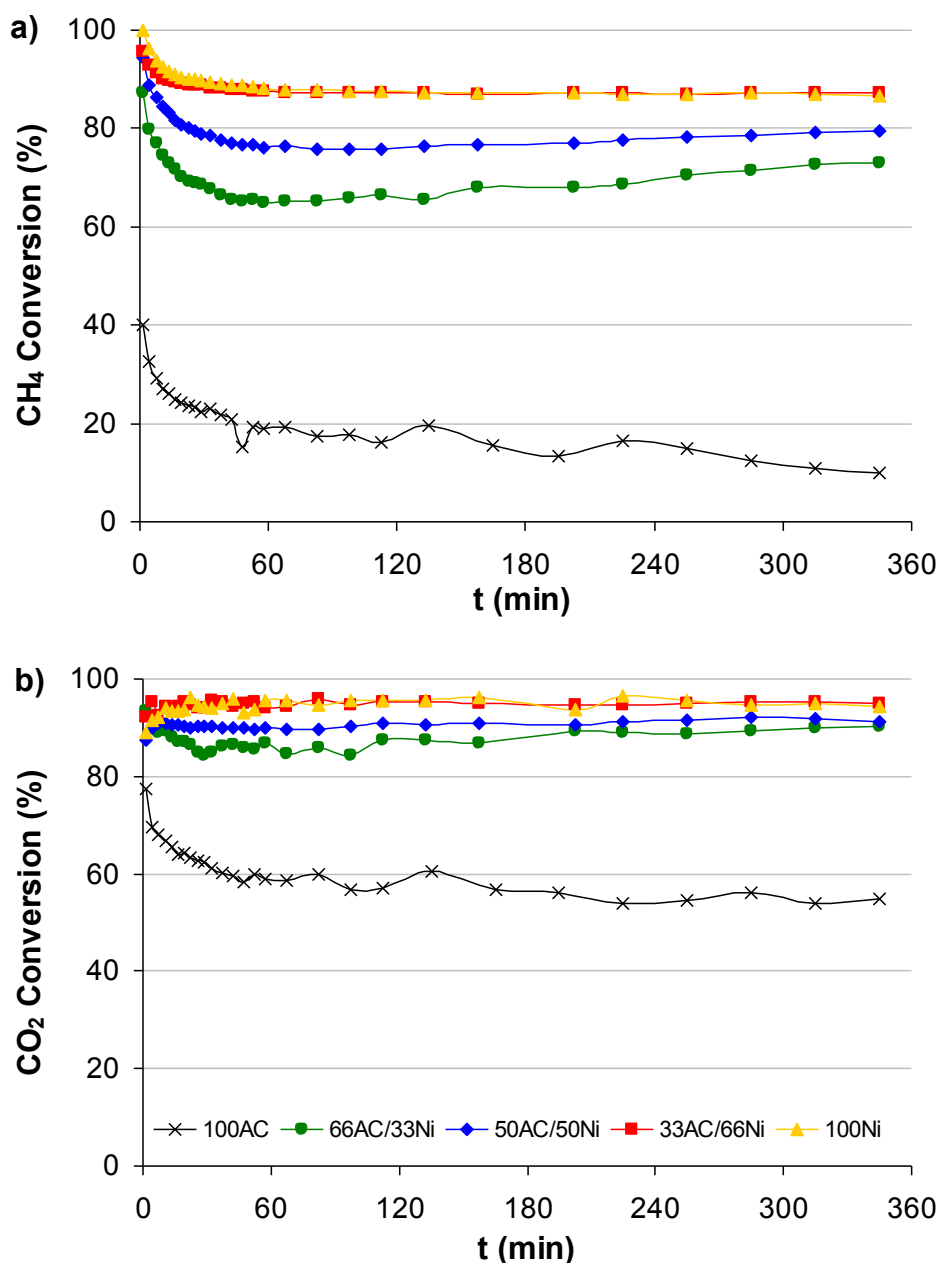 a)
100
80
60
40
20
0
CH₄ Conversion (%)
0 60 120 180 240 300 360
t (min)
b)
100
80
60
40
20
0
CO₂ Conversion (%)
100AC 66AC/33Ni 50AC/50Ni 33AC/66Ni 100Ni
0 60 120 180 240 300 360
t (min)